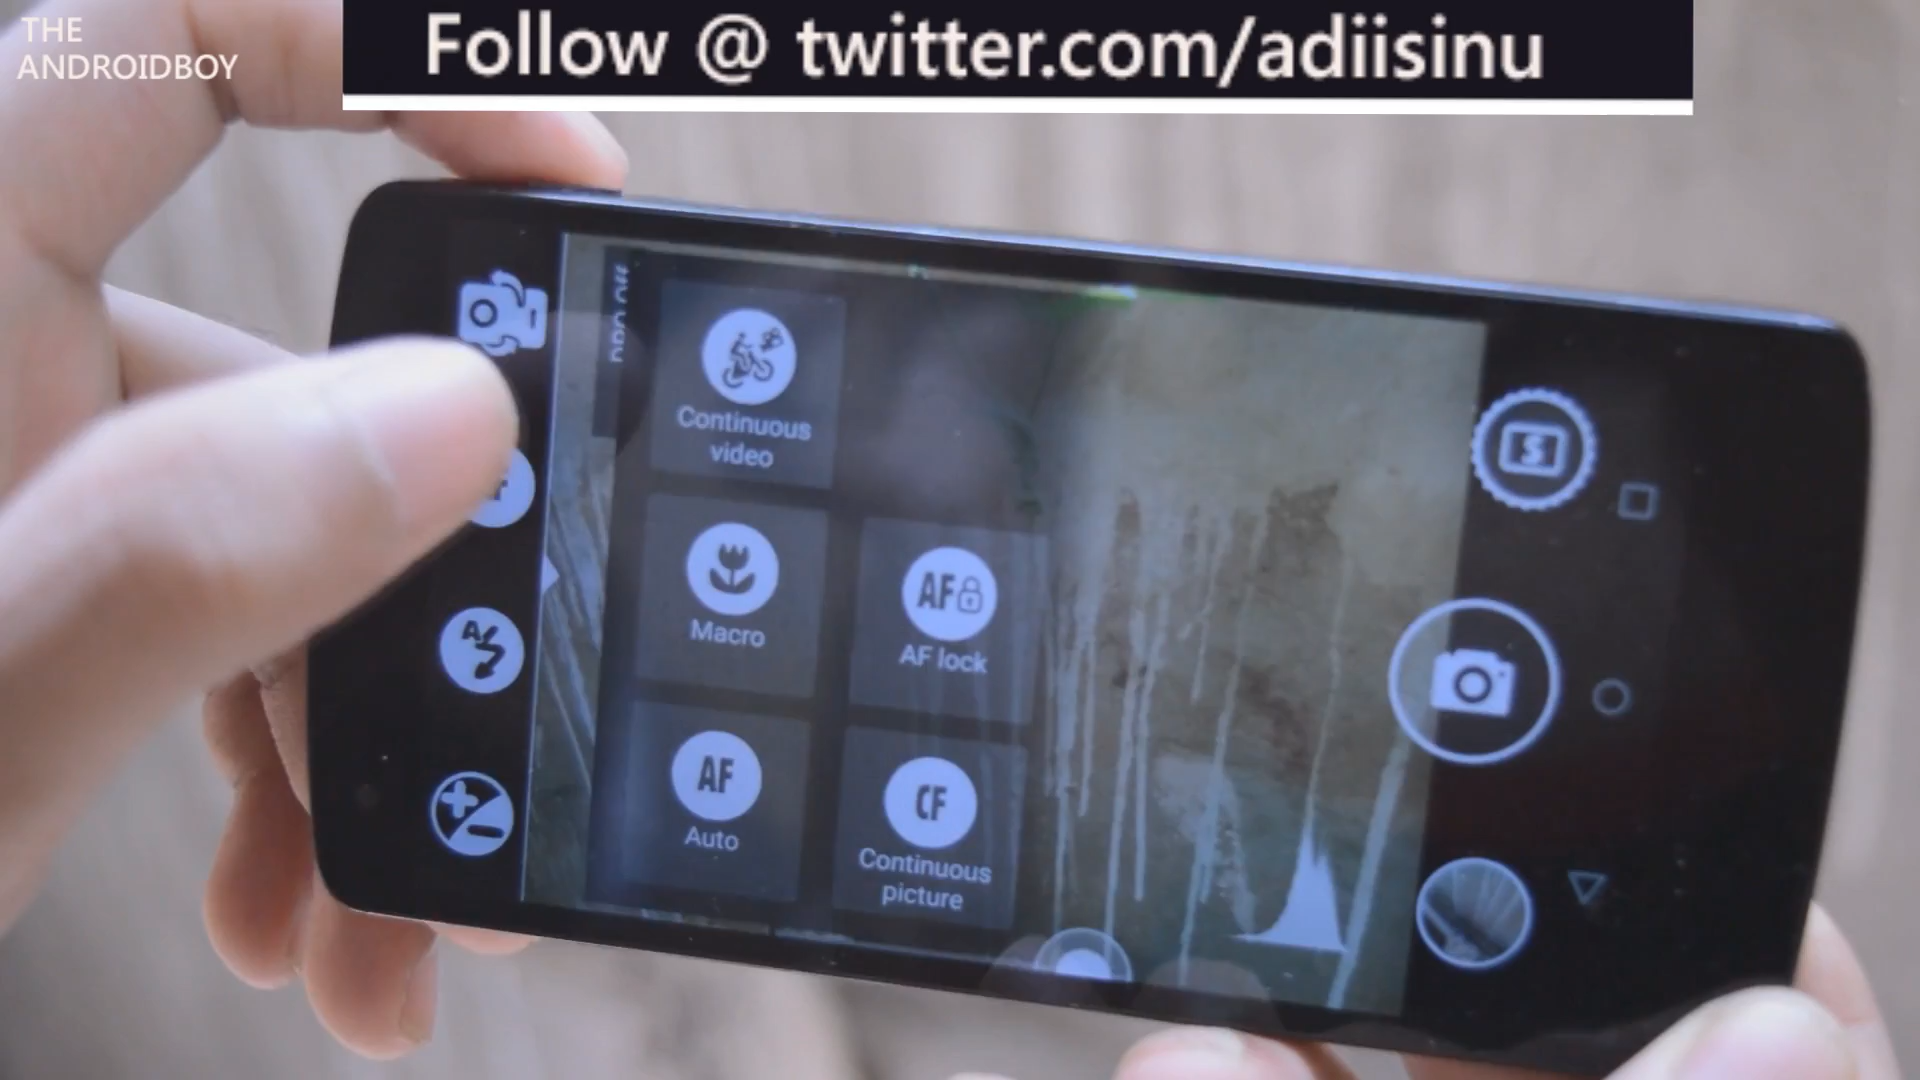 THE
ANDROIDBOY
Follow @ twitter.com/adiisinu
Continuous
video
Macro
AF
AF lock
AF
Auto
CF
Continuous
picture
S
A